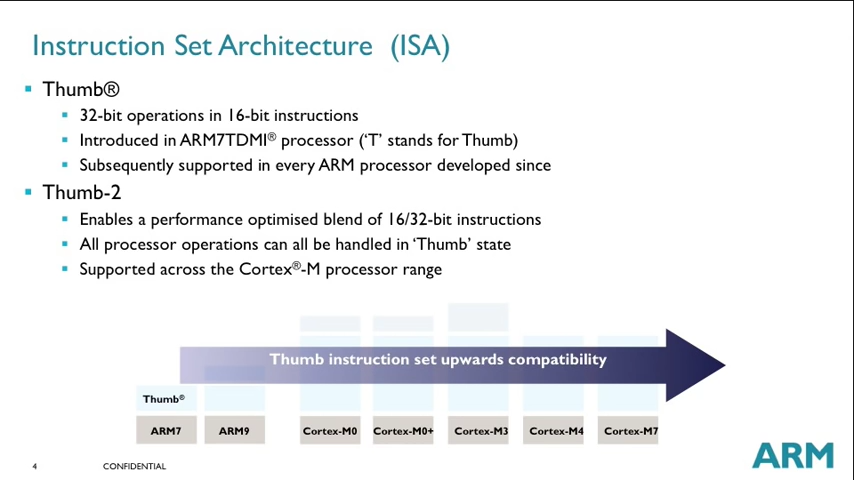 Instruction Set Architecture (ISA)
Thumb®
32-bit operations in 16-bit instructions
Introduced in ARM7TDMI® processor (‘T’ stands for Thumb)
Subsequently supported in every ARM processor developed since
Thumb-2
Enables a performance optimised blend of 16/32-bit instructions
All processor operations can all be handled in ‘Thumb’ state
Supported across the Cortex®-M processor range
Thumb instruction set upwards compatibility
Thumb®
ARM7 ARM9 Cortex-M0 Cortex-M0+ Cortex-M3 Cortex-M4 Cortex-M7
4 CONFIDENTIAL
ARM